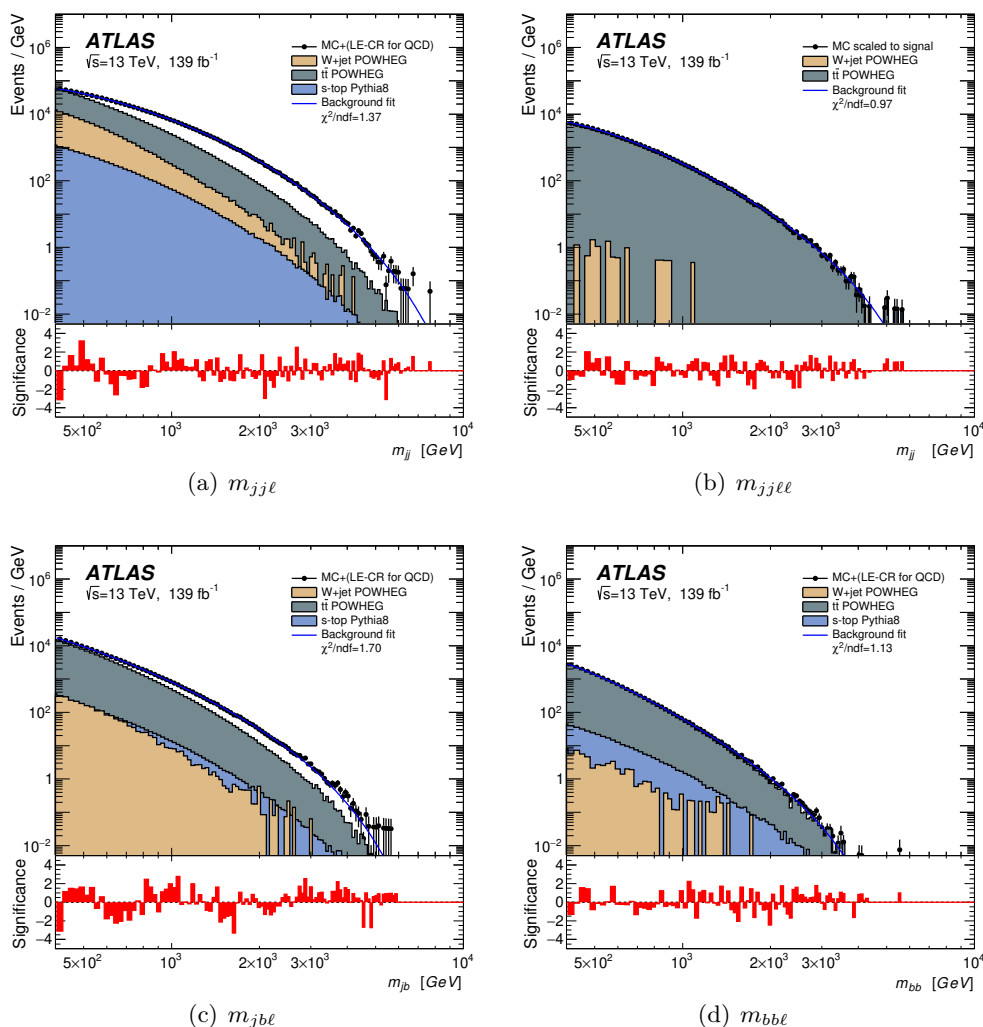 Events / GeV
10⁶
10⁴
10²
1
10⁻²
ATLAS
√s=13 TeV, 139 fb⁻¹
MC+(LE-CR for QCD)
W+jet POWHEG
tt̄ POWHEG
s-top Pythia8
Background fit
χ²/ndf=1.37
Significance
4
2
0
−2
−4
5×10²
10³
2×10³
3×10³
10⁴
m_jj [GeV]
(a) m_jjℓ
Events / GeV
10⁶
10⁴
10²
1
10⁻²
ATLAS
√s=13 TeV, 139 fb⁻¹
MC scaled to signal
W+jet POWHEG
tt̄ POWHEG
Background fit
χ²/ndf=0.97
Significance
4
2
0
−2
−4
5×10²
10³
2×10³
3×10³
10⁴
m_jj [GeV]
(b) m_jjℓℓ
Events / GeV
10⁶
10⁴
10²
1
10⁻²
ATLAS
√s=13 TeV, 139 fb⁻¹
MC+(LE-CR for QCD)
W+jet POWHEG
tt̄ POWHEG
s-top Pythia8
Background fit
χ²/ndf=1.70
Significance
4
2
0
−2
−4
5×10²
10³
2×10³
3×10³
10⁴
m_jb [GeV]
(c) m_jbℓ
Events / GeV
10⁶
10⁴
10²
1
10⁻²
ATLAS
√s=13 TeV, 139 fb⁻¹
MC+(LE-CR for QCD)
W+jet POWHEG
tt̄ POWHEG
s-top Pythia8
Background fit
χ²/ndf=1.13
Significance
4
2
0
−2
−4
5×10²
10³
2×10³
3×10³
10⁴
m_bb [GeV]
(d) m_bbℓ